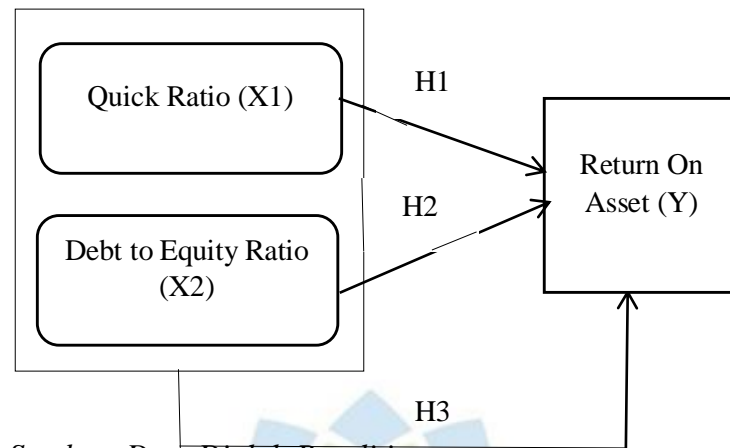 Quick Ratio (X1)
H1
Return On
Asset (Y)
H2
Debt to Equity Ratio
(X2)
H3